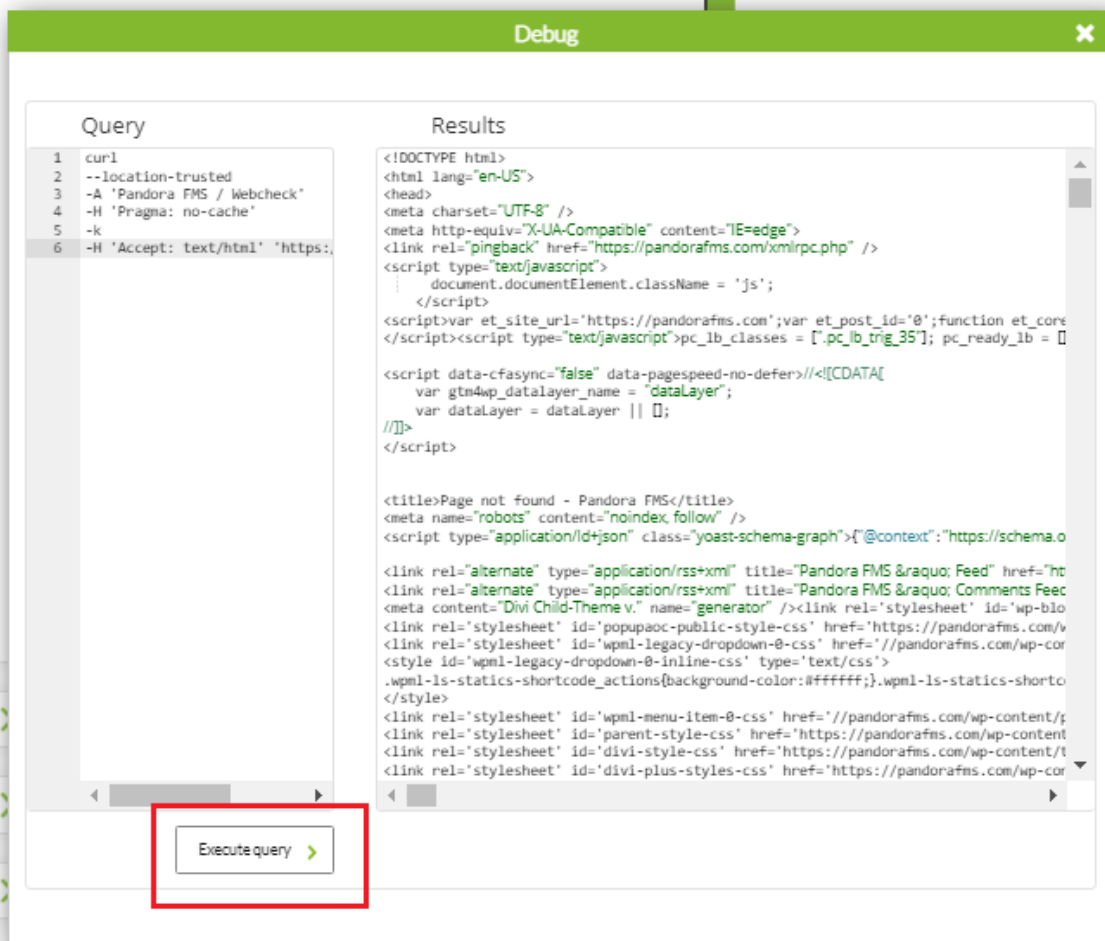 Debug
Query
Results
1 curl
2 --location-trusted
3 -A 'Pandora FMS / Webcheck'
4 -H 'Pragma: no-cache'
5 -k
6 -H 'Accept: text/html' 'https:
<!DOCTYPE html>
<html lang="en-US">
<head>
<meta charset="UTF-8" />
<meta http-equiv="X-UA-Compatible" content="IE=edge">
<link rel="pingback" href="https://pandorafms.com/xmlrpc.php" />
<script type="text/javascript">
document.documentElement.className = 'js';
</script>
<script>var et_site_url='https://pandorafms.com';var et_post_id='0';function et_core
</script><script type="text/javascript">pc_lb_classes = [".pc_lb_trig_35"]; pc_ready_lb = []
<script data-cfasync="false" data-pagespeed-no-defer>//<![CDATA[
var gtm4wp_datalayer_name = "dataLayer";
var dataLayer = dataLayer || [];
//]]>
</script>
<title>Page not found - Pandora FMS</title>
<meta name="robots" content="noindex, follow" />
<script type="application/ld+json" class="yoast-schema-graph">{"@context":"https://schema.o
<link rel="alternate" type="application/rss+xml" title="Pandora FMS &raquo; Feed" href="htt
<link rel="alternate" type="application/rss+xml" title="Pandora FMS &raquo; Comments Feed
<meta content="Divi Child-Theme v." name="generator" /><link rel='stylesheet' id='wp-blo
<link rel='stylesheet' id='popupaoc-public-style-css' href='https://pandorafms.com/w
<link rel='stylesheet' id='wpml-legacy-dropdown-0-css' href='//pandorafms.com/wp-con
<style id='wpml-legacy-dropdown-0-inline-css' type='text/css'>
.wpml-ls-statics-shortcode_actions{background-color:#ffffff;}.wpml-ls-statics-shortco
</style>
<link rel='stylesheet' id='wpml-menu-item-0-css' href='//pandorafms.com/wp-content/p
<link rel='stylesheet' id='parent-style-css' href='https://pandorafms.com/wp-content
<link rel='stylesheet' id='divi-style-css' href='https://pandorafms.com/wp-content/t
<link rel='stylesheet' id='divi-plus-styles-css' href='https://pandorafms.com/wp-con
Execute query